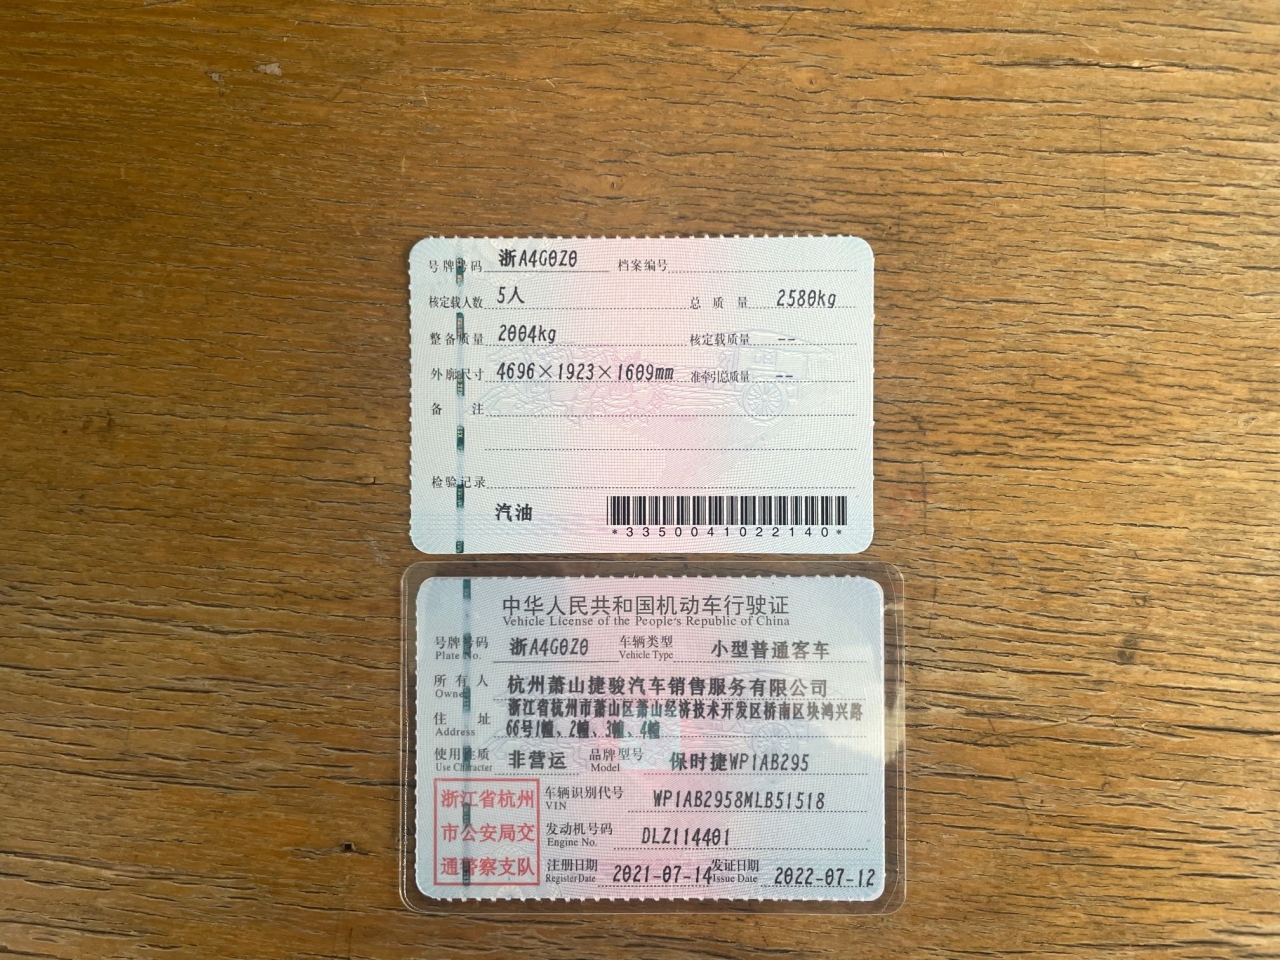 号牌号码 浙A4G0Z0 档案编号
核定载人数 5人 总质量 2580kg
整备质量 2004kg 核定载质量 --
外廓尺寸 4696×1923×1609mm 准牵引总质量 --
备注
检验记录
汽油
*3350041022140*
中华人民共和国机动车行驶证
Vehicle License of the People's Republic of China
号牌号码 浙A4G0Z0 车辆类型 小型普通客车
Plate No. Vehicle Type
所有人 杭州萧山捷骏汽车销售服务有限公司
Owner
住址 浙江省杭州市萧山区萧山经济技术开发区桥南区块鸿兴路
Address 66号1幢、2幢、3幢、4幢
使用性质 非营运 品牌型号 保时捷WP1AB295
Use Character Model
浙江省杭州
市公安局交
通警察支队
车辆识别代号 WP1AB2958MLB51518
VIN
发动机号码 DLZ114401
Engine No.
注册日期 2021-07-14 发证日期 2022-07-12
Register Date Issue Date